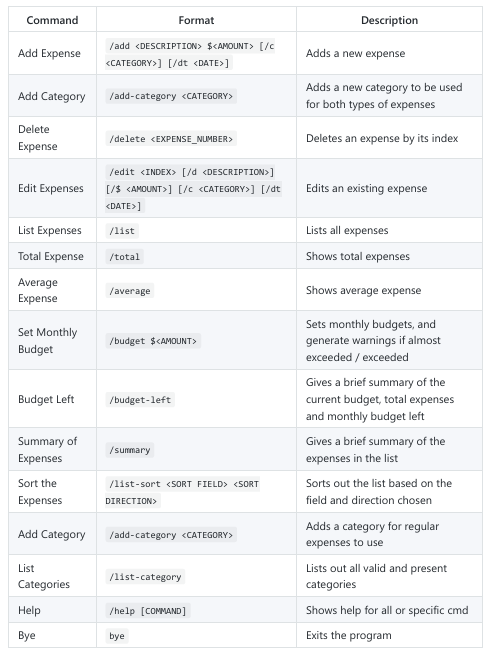 Command Format Description
Add Expense /add <DESCRIPTION> $<AMOUNT> [/c <CATEGORY>] [/dt <DATE>] Adds a new expense
Add Category /add-category <CATEGORY> Adds a new category to be used for both types of expenses
Delete Expense /delete <EXPENSE_NUMBER> Deletes an expense by its index
Edit Expenses /edit <INDEX> [/d <DESCRIPTION>] [/$ <AMOUNT>] [/c <CATEGORY>] [/dt <DATE>] Edits an existing expense
List Expenses /list Lists all expenses
Total Expense /total Shows total expenses
Average Expense /average Shows average expense
Set Monthly Budget /budget $<AMOUNT> Sets monthly budgets, and generate warnings if almost exceeded / exceeded
Budget Left /budget-left Gives a brief summary of the current budget, total expenses and monthly budget left
Summary of Expenses /summary Gives a brief summary of the expenses in the list
Sort the Expenses /list-sort <SORT FIELD> <SORT DIRECTION> Sorts out the list based on the field and direction chosen
Add Category /add-category <CATEGORY> Adds a category for regular expenses to use
List Categories /list-category Lists out all valid and present categories
Help /help [COMMAND] Shows help for all or specific cmd
Bye bye Exits the program